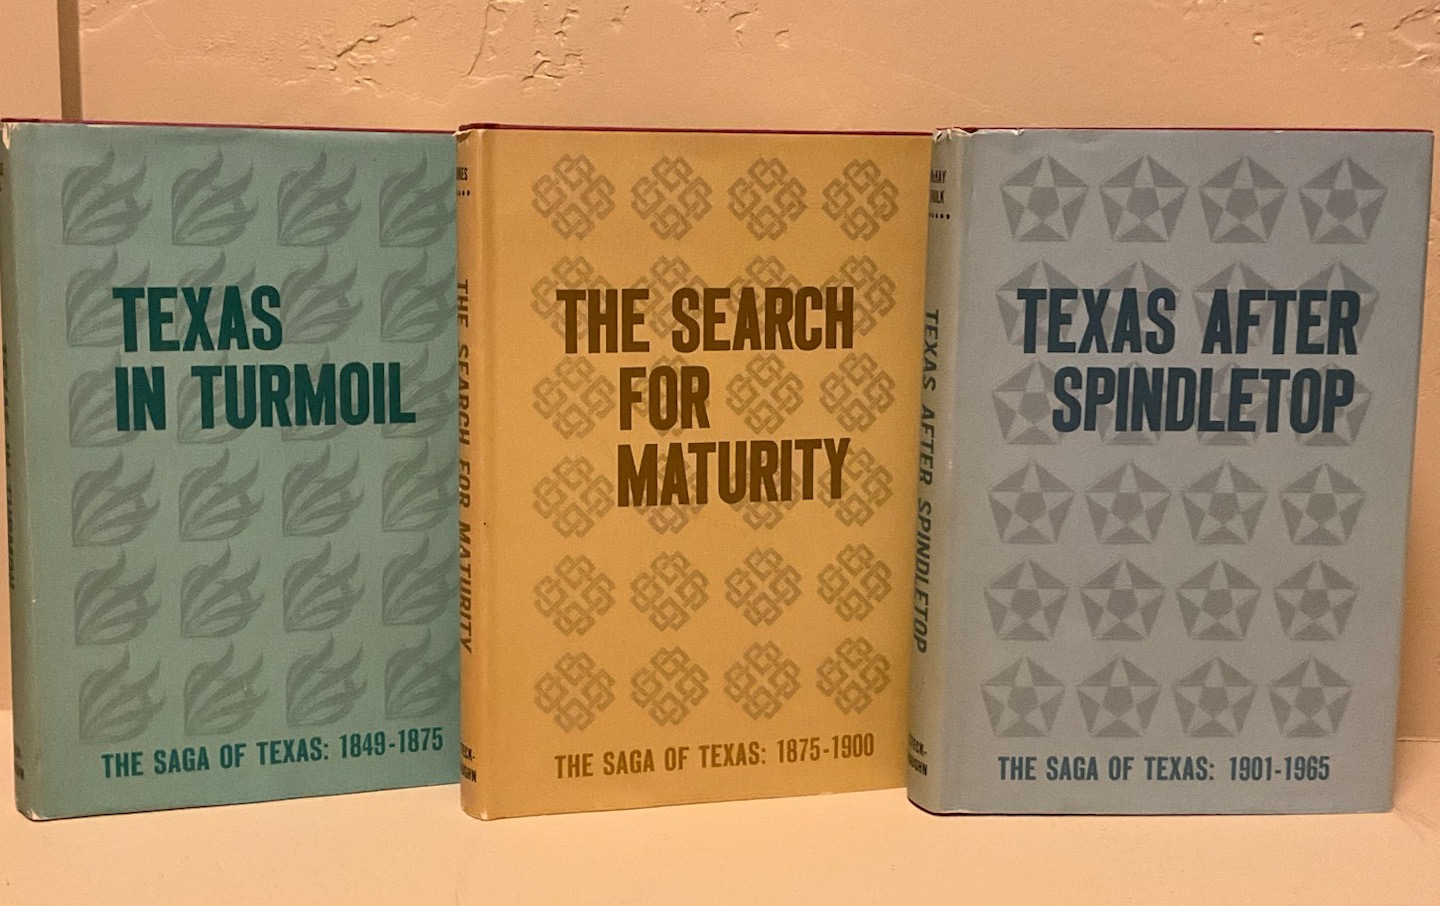 TEXAS
IN TURMOIL
THE SAGA OF TEXAS: 1849-1875
THE SEARCH FOR MATURITY
THE SEARCH
FOR
MATURITY
THE SAGA OF TEXAS: 1875-1900
TEXAS AFTER SPINDLETOP
TEXAS AFTER
SPINDLETOP
THE SAGA OF TEXAS: 1901-1965